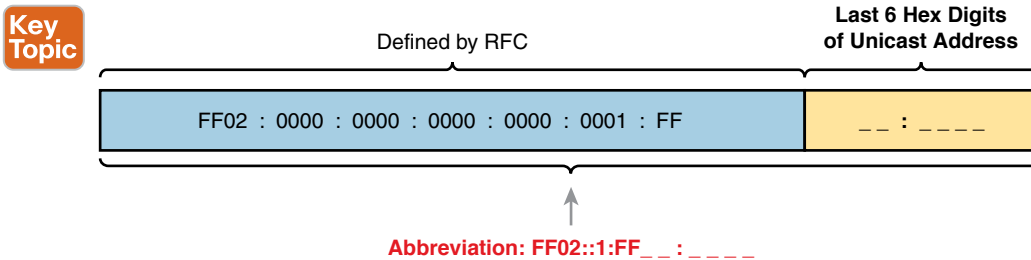 Key
Topic
Defined by RFC
Last 6 Hex Digits
of Unicast Address
FF02 : 0000 : 0000 : 0000 : 0000 : 0001 : FF
_ _ : _ _ _ _
Abbreviation: FF02::1:FF_ _ : _ _ _ _